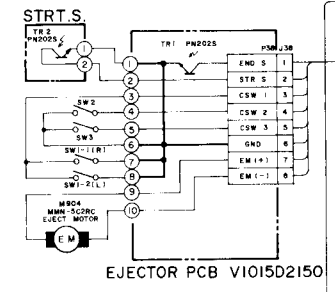 STRT.S.
TR2
PN202S
TR1 PN202S
P38 J38
1
2
3
4
5
6
7
8
9
10
END S 1
STR S 2
CSW 1 3
CSW 2 4
CSW 3 5
GND 6
EM(+) 7
EM(-) 8
1
2
SW2
SW3
SW1-1(R)
SW1-2(L)
M904
MMN-5C2RC
EJECT MOTOR
EM
EJECTOR PCB V1015D2150